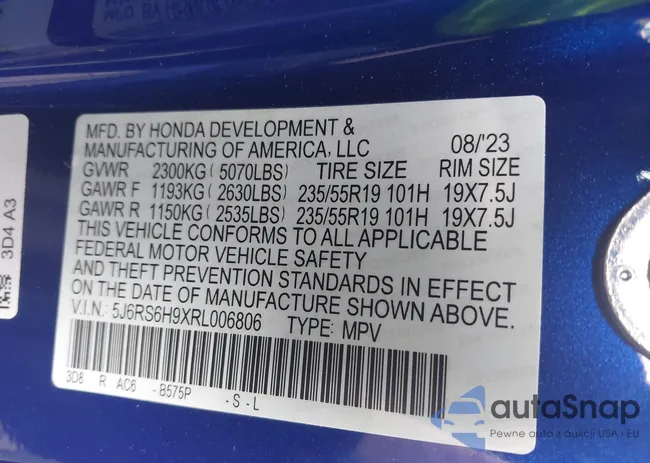 MFD. BY HONDA DEVELOPMENT &
MANUFACTURING OF AMERICA, LLC 08/'23
GVWR 2300KG ( 5070LBS) TIRE SIZE RIM SIZE
GAWR F 1193KG ( 2630LBS) 235/55R19 101H 19X7.5J
GAWR R 1150KG ( 2535LBS) 235/55R19 101H 19X7.5J
THIS VEHICLE CONFORMS TO ALL APPLICABLE
FEDERAL MOTOR VEHICLE SAFETY
AND THEFT PREVENTION STANDARDS IN EFFECT
ON THE DATE OF MANUFACTURE SHOWN ABOVE.
V.I.N.: 5J6RS6H9XRL006806 TYPE: MPV
3D8 R AC6 - B575P - S - L
3D4 A3
autoSnap
Pewne auta z aukcji USA i EU